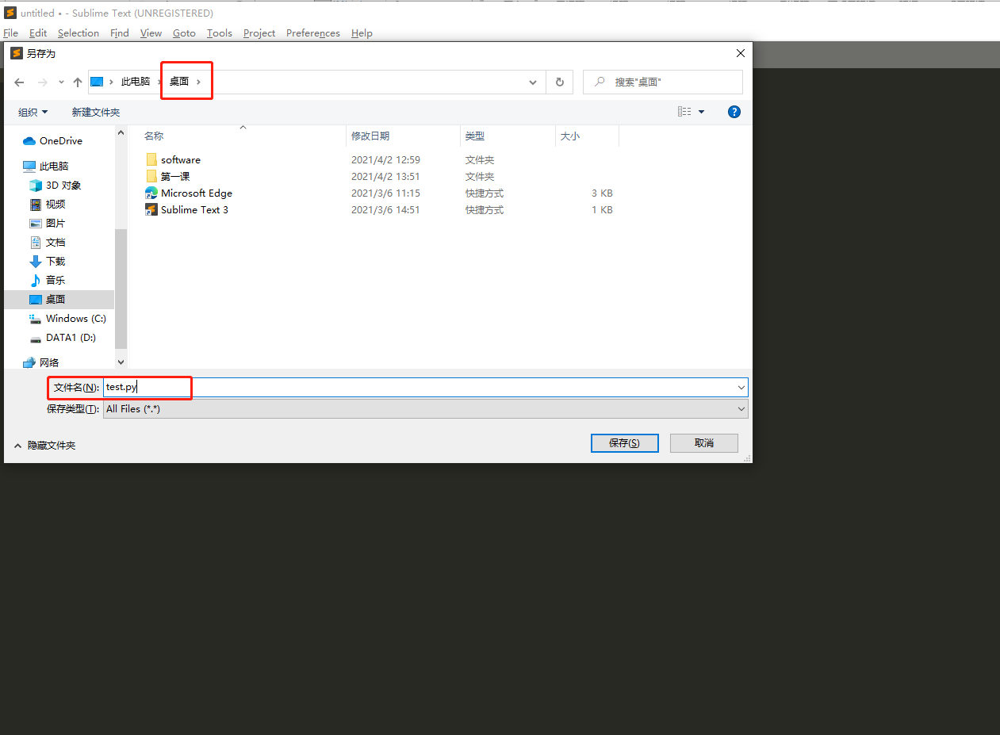 untitled • - Sublime Text (UNREGISTERED)
File Edit Selection Find View Goto Tools Project Preferences Help
另存为
此电脑 › 桌面 ›
搜索"桌面"
组织 新建文件夹
名称 修改日期 类型 大小
OneDrive
此电脑
3D 对象
视频
图片
文档
下载
音乐
桌面
Windows (C:)
DATA1 (D:)
网络
software 2021/4/2 12:59 文件夹
第一课 2021/4/2 13:51 文件夹
Microsoft Edge 2021/3/6 11:15 快捷方式 3 KB
Sublime Text 3 2021/3/6 14:51 快捷方式 1 KB
文件名(N): test.py
保存类型(T): All Files (*.*)
隐藏文件夹 保存(S) 取消